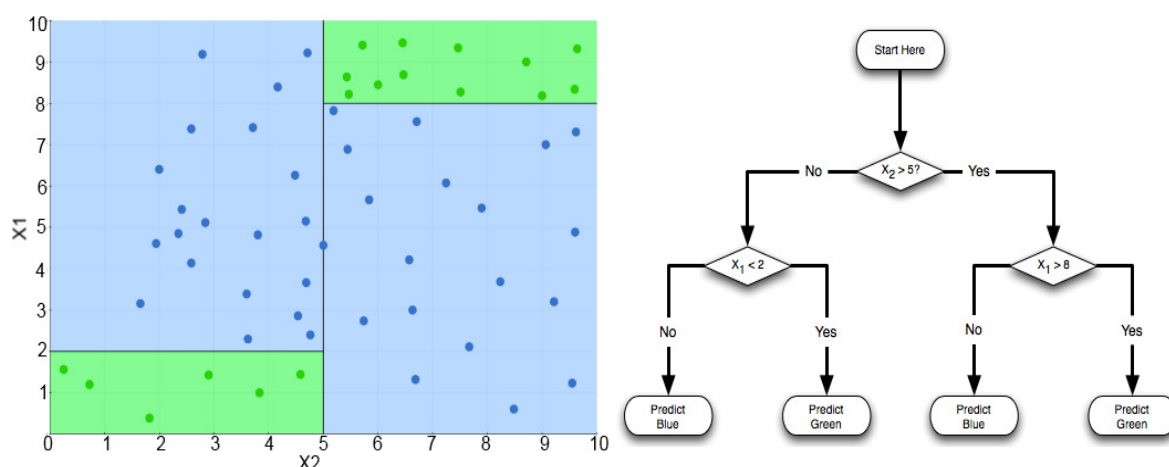 10
9
8
7
6
5
4
3
2
1
X1
0 1 2 3 4 5 6 7 8 9 10
X2
Start Here
X₂ > 5?
No
Yes
X₁ < 2
X₁ > 8
No
Yes
No
Yes
Predict
Blue
Predict
Green
Predict
Blue
Predict
Green